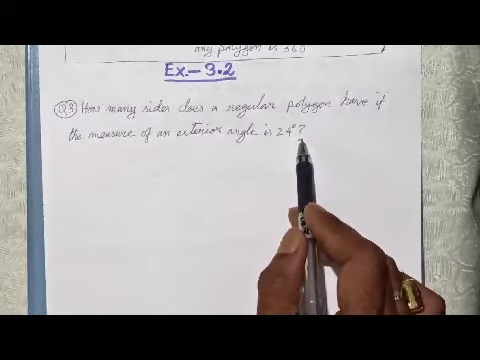 any polygon is 360
Ex.- 3.2
Q3 How many sides does a regular polygon have if
the measure of an exterior angle is 24°?